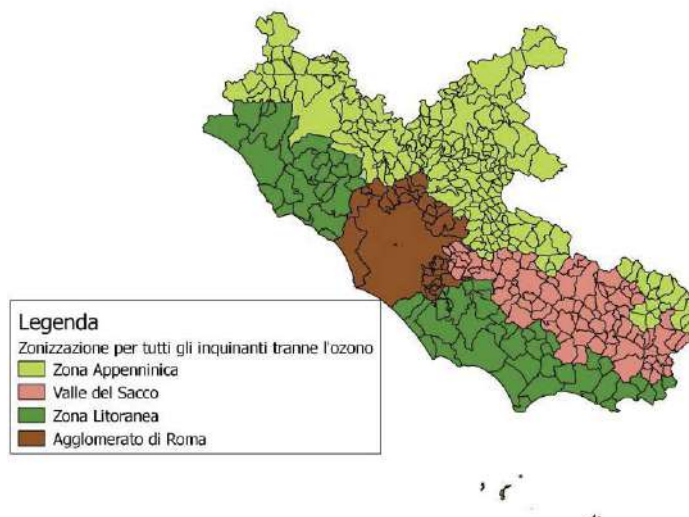 Legenda
Zonizzazione per tutti gli inquinanti tranne l'ozono
Zona Appenninica
Valle del Sacco
Zona Litoranea
Agglomerato di Roma